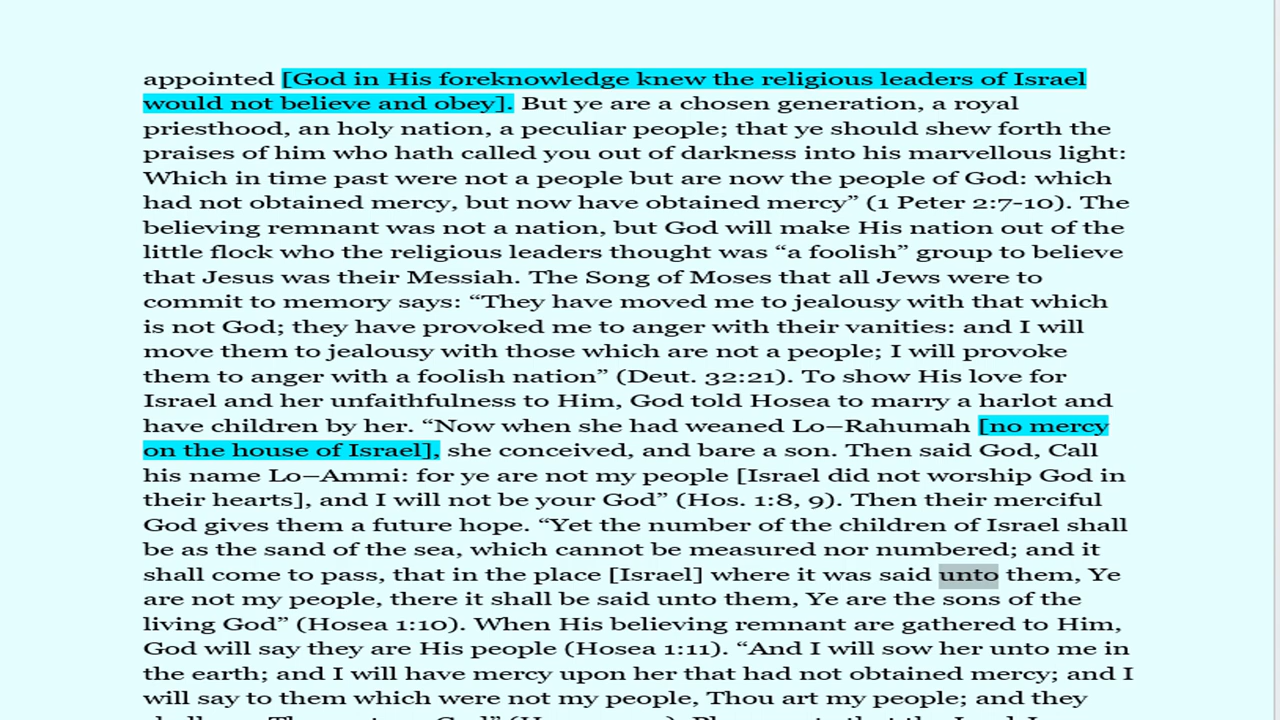 appointed [God in His foreknowledge knew the religious leaders of Israel
would not believe and obey]. But ye are a chosen generation, a royal
priesthood, an holy nation, a peculiar people; that ye should shew forth the
praises of him who hath called you out of darkness into his marvellous light:
Which in time past were not a people but are now the people of God: which
had not obtained mercy, but now have obtained mercy” (1 Peter 2:7-10). The
believing remnant was not a nation, but God will make His nation out of the
little flock who the religious leaders thought was “a foolish” group to believe
that Jesus was their Messiah. The Song of Moses that all Jews were to
commit to memory says: “They have moved me to jealousy with that which
is not God; they have provoked me to anger with their vanities: and I will
move them to jealousy with those which are not a people; I will provoke
them to anger with a foolish nation” (Deut. 32:21). To show His love for
Israel and her unfaithfulness to Him, God told Hosea to marry a harlot and
have children by her. “Now when she had weaned Lo–Rahumah [no mercy
on the house of Israel], she conceived, and bare a son. Then said God, Call
his name Lo–Ammi: for ye are not my people [Israel did not worship God in
their hearts], and I will not be your God” (Hos. 1:8, 9). Then their merciful
God gives them a future hope. “Yet the number of the children of Israel shall
be as the sand of the sea, which cannot be measured nor numbered; and it
shall come to pass, that in the place [Israel] where it was said unto them, Ye
are not my people, there it shall be said unto them, Ye are the sons of the
living God” (Hosea 1:10). When His believing remnant are gathered to Him,
God will say they are His people (Hosea 1:11). “And I will sow her unto me in
the earth; and I will have mercy upon her that had not obtained mercy; and I
will say to them which were not my people, Thou art my people; and they